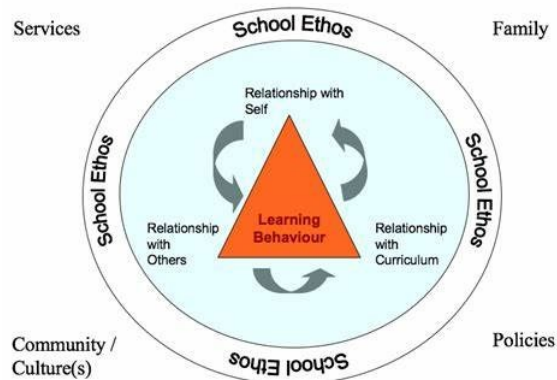 Services
School Ethos
Family
Relationship with
Self
School Ethos
School Ethos
Learning
Behaviour
Relationship
with
Others
Relationship
with
Curriculum
Community /
Culture(s)
School Ethos
Policies